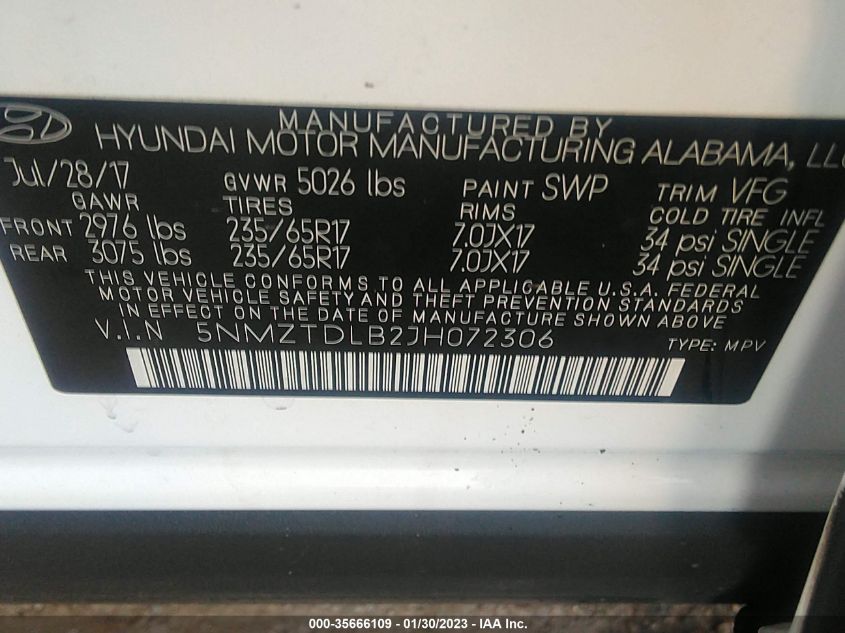 MANUFACTURED BY
HYUNDAI MOTOR MANUFACTURING ALABAMA, LLC
Jul/28/17 GVWR 5026 lbs PAINT SWP TRIM VFG
GAWR TIRES RIMS COLD TIRE INFL
FRONT 2976 lbs 235/65R17 7.0JX17 34 psi SINGLE
REAR 3075 lbs 235/65R17 7.0JX17 34 psi SINGLE
THIS VEHICLE CONFORMS TO ALL APPLICABLE U.S.A. FEDERAL
MOTOR VEHICLE SAFETY AND THEFT PREVENTION STANDARDS
IN EFFECT ON THE DATE OF MANUFACTURE SHOWN ABOVE.
V.I.N 5NMZTDLB2JH072306 TYPE: MPV
000-35666109 - 01/30/2023 - IAA Inc.